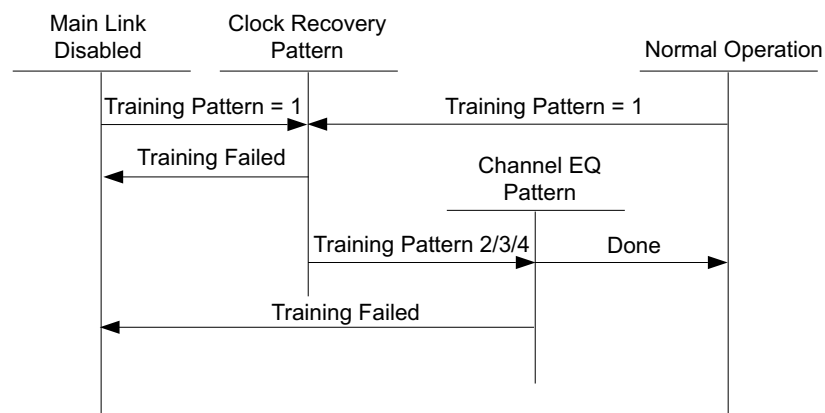 Main Link
Disabled
Clock Recovery
Pattern
Normal Operation
Training Pattern = 1
Training Pattern = 1
Training Failed
Channel EQ
Pattern
Training Pattern 2/3/4
Done
Training Failed